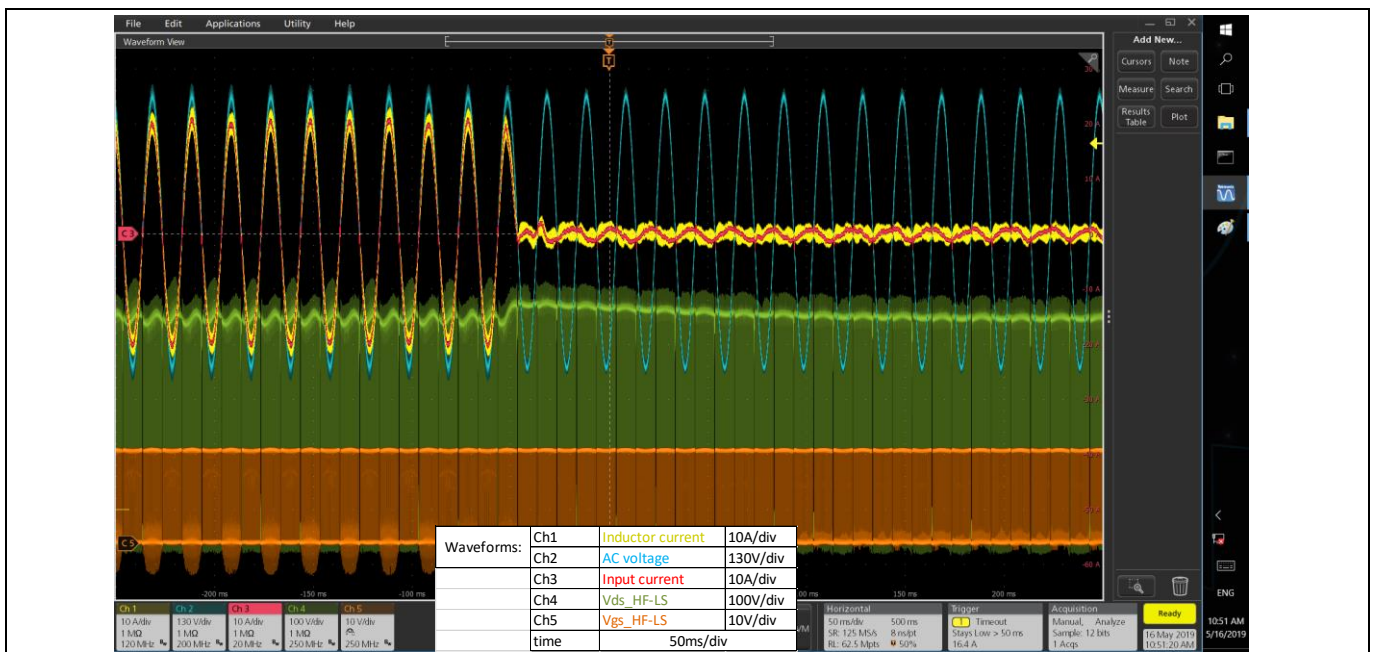 File Edit Applications Utility Help
Waveform View
Add New...
T
Cursors Note
Measure Search
Results Table Plot
20 A
10 A
C 3
-10 A
-60 A
C 5
-200 ms -150 ms -100 ms 150 ms 200 ms
Waveforms: Ch1 Inductor current 10A/div
Ch2 AC voltage 130V/div
Ch3 Input current 10A/div
Ch4 Vds_HF-LS 100V/div
Ch5 Vgs_HF-LS 10V/div
time 50ms/div
Ch 1
10 A/div
1 MΩ
120 MHz
Ch 2
130 V/div
1 MΩ
200 MHz
Ch 3
10 A/div
1 MΩ
20 MHz
Ch 4
100 V/div
1 MΩ
250 MHz
Ch 5
10 V/div
250 MHz
Horizontal
50 ms/div 500 ms
SR: 125 MS/s 8 ns/pt
RL: 62.5 Mpts 50%
Trigger
1 Timeout
Stays Low > 50 ms
16.4 A
Acquisition
Manual, Analyze
Sample: 12 bits
1 Acqs
Ready
16 May 2019
10:51:20 AM
ENG
10:51 AM
5/16/2019